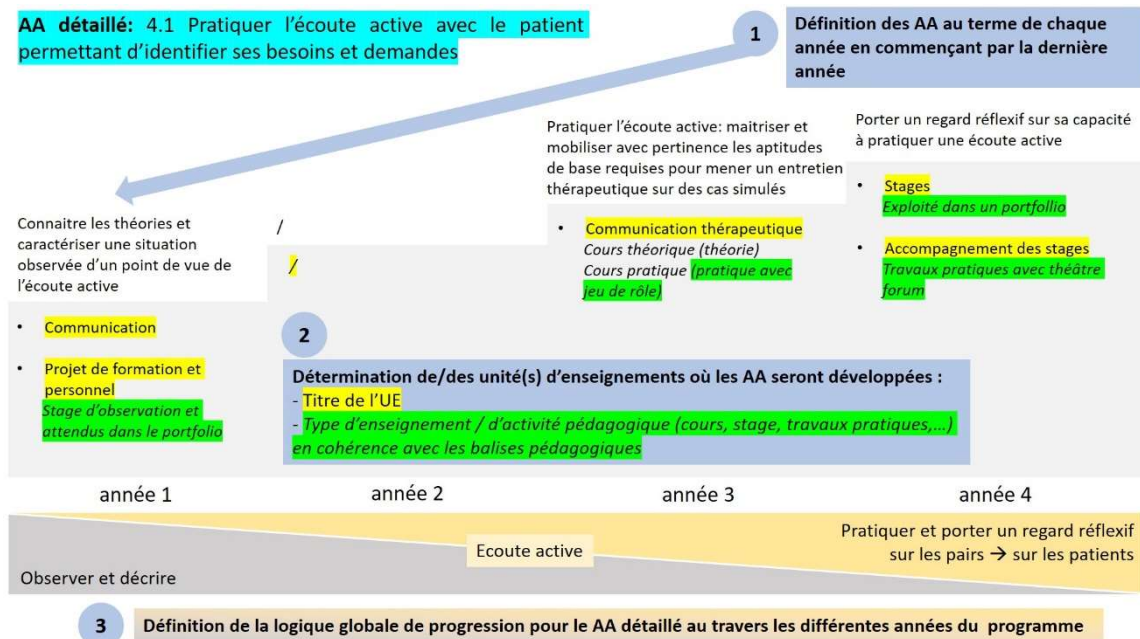 AA détaillé: 4.1 Pratiquer l’écoute active avec le patient
permettant d’identifier ses besoins et demandes
1
Définition des AA au terme de chaque
année en commençant par la dernière
année
Connaitre les théories et
caractériser une situation
observée d’un point de vue de
l’écoute active
• Communication
• Projet de formation et
personnel
Stage d’observation et
attendus dans le portfolio
/
/
Pratiquer l’écoute active: maitriser et
mobiliser avec pertinence les aptitudes
de base requises pour mener un entretien
thérapeutique sur des cas simulés
• Communication thérapeutique
Cours théorique (théorie)
Cours pratique (pratique avec
jeu de rôle)
Porter un regard réflexif sur sa capacité
à pratiquer une écoute active
• Stages
Exploité dans un portfollio
• Accompagnement des stages
Travaux pratiques avec théâtre
forum
2
Détermination de/des unité(s) d’enseignements où les AA seront développées :
- Titre de l’UE
- Type d’enseignement / d’activité pédagogique (cours, stage, travaux pratiques,…)
en cohérence avec les balises pédagogiques
année 1
année 2
année 3
année 4
Observer et décrire
Ecoute active
Pratiquer et porter un regard réflexif
sur les pairs → sur les patients
3
Définition de la logique globale de progression pour le AA détaillé au travers les différentes années du programme